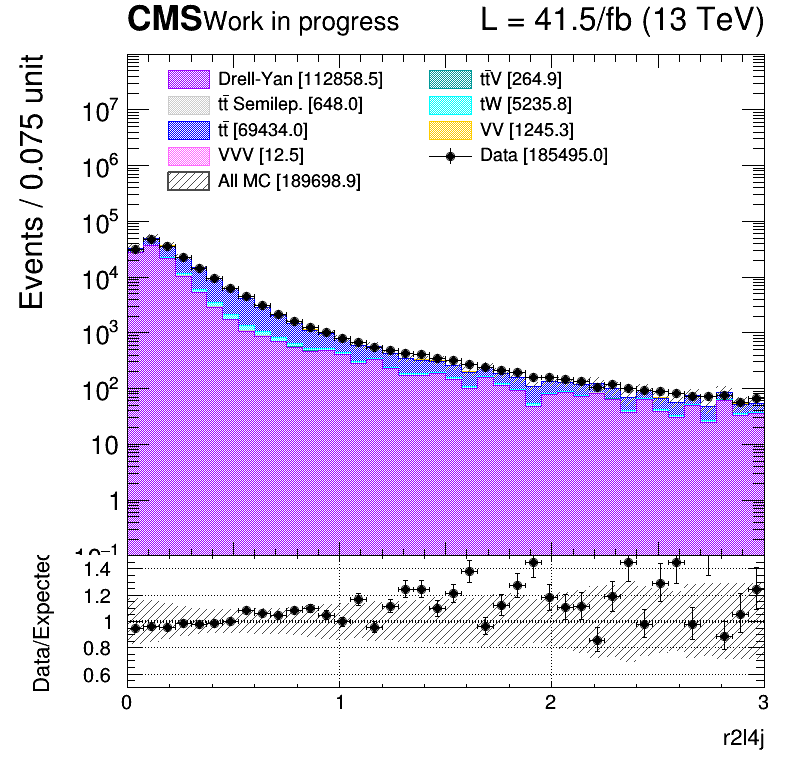 CMS Work in progress L = 41.5/fb (13 TeV)
Drell-Yan [112858.5] tt̄V [264.9]
tt̄ Semilep. [648.0] tW [5235.8]
tt̄ [69434.0] VV [1245.3]
VVV [12.5] Data [185495.0]
All MC [189698.9]
Events / 0.075 unit
10⁷
10⁶
10⁵
10⁴
10³
10²
10
1
10⁻¹
Data/Expected
1.4
1.2
1
0.8
0.6
0 1 2 3
r2l4j